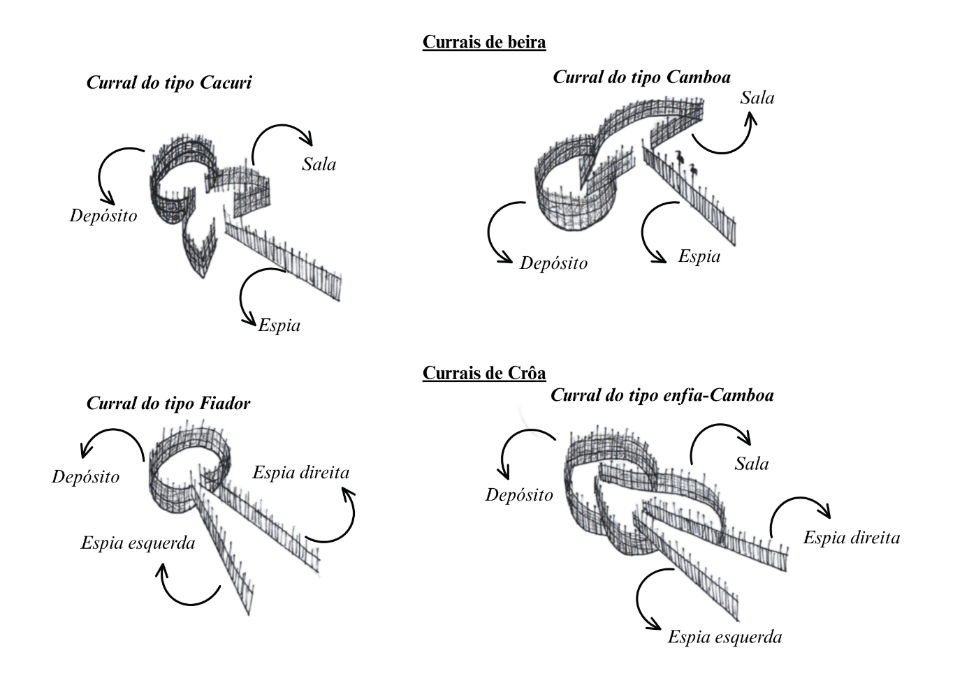 Currais de beira
Curral do tipo Cacuri
Curral do tipo Camboa
Sala
Sala
Depósito
Depósito
Espia
Espia
Currais de Crôa
Curral do tipo Fiador
Curral de tipo enfia-Camboa
Depósito
Espia direita
Sala
Depósito
Espia direita
Espia esquerda
Espia esquerda